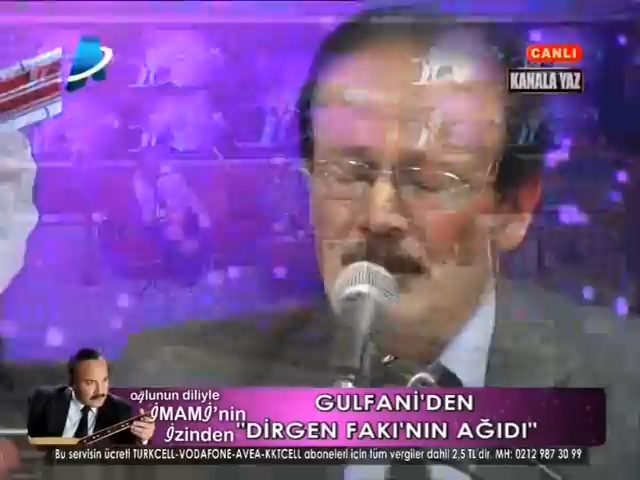 CANLI
KANALA YAZ
oğlunun diliyle
İMAMİ'nin
İzinden
GULFANİ'DEN
"DİRGEN FAKI'NIN AĞIDI"
Bu servisin ücreti TURKCELL-VODAFONE-AVEA-KKTCELL aboneleri için tüm vergiler dahil 2,5 TL dir. MH: 0212 987 30 99